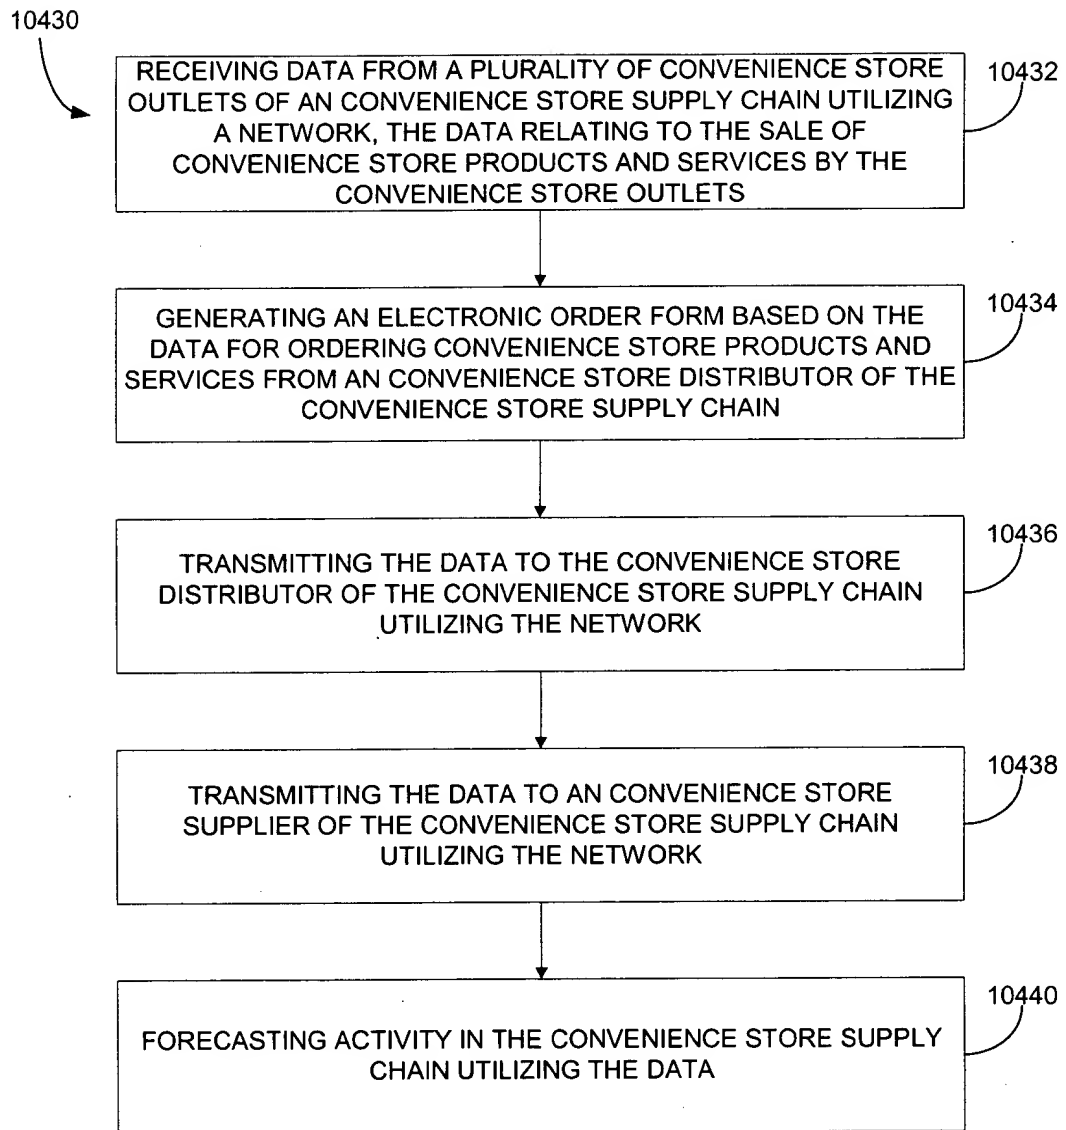 10430
RECEIVING DATA FROM A PLURALITY OF CONVENIENCE STORE
OUTLETS OF AN CONVENIENCE STORE SUPPLY CHAIN UTILIZING
A NETWORK, THE DATA RELATING TO THE SALE OF
CONVENIENCE STORE PRODUCTS AND SERVICES BY THE
CONVENIENCE STORE OUTLETS
10432
GENERATING AN ELECTRONIC ORDER FORM BASED ON THE
DATA FOR ORDERING CONVENIENCE STORE PRODUCTS AND
SERVICES FROM AN CONVENIENCE STORE DISTRIBUTOR OF THE
CONVENIENCE STORE SUPPLY CHAIN
10434
TRANSMITTING THE DATA TO THE CONVENIENCE STORE
DISTRIBUTOR OF THE CONVENIENCE STORE SUPPLY CHAIN
UTILIZING THE NETWORK
10436
TRANSMITTING THE DATA TO AN CONVENIENCE STORE
SUPPLIER OF THE CONVENIENCE STORE SUPPLY CHAIN
UTILIZING THE NETWORK
10438
FORECASTING ACTIVITY IN THE CONVENIENCE STORE SUPPLY
CHAIN UTILIZING THE DATA
10440